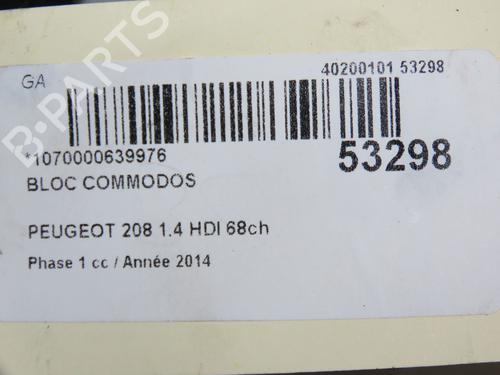 GA
40200101 53298
*1070000639976
53298
BLOC COMMODOS
PEUGEOT 208 1.4 HDI 68ch
Phase 1 cc / Année 2014
B-PARTS